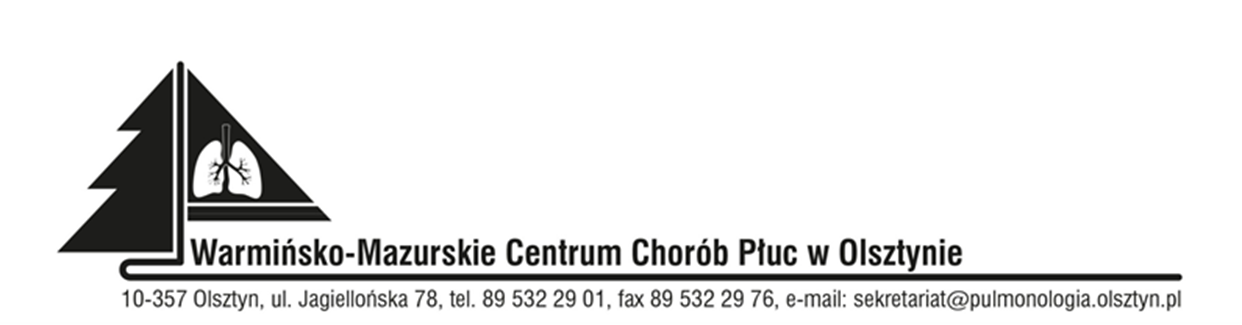 Warmińsko-Mazurskie Centrum Chorób Płuc w Olsztynie
10-357 Olsztyn, ul. Jagiellońska 78, tel. 89 532 29 01, fax 89 532 29 76, e-mail: sekretariat@pulmonologia.olsztyn.pl